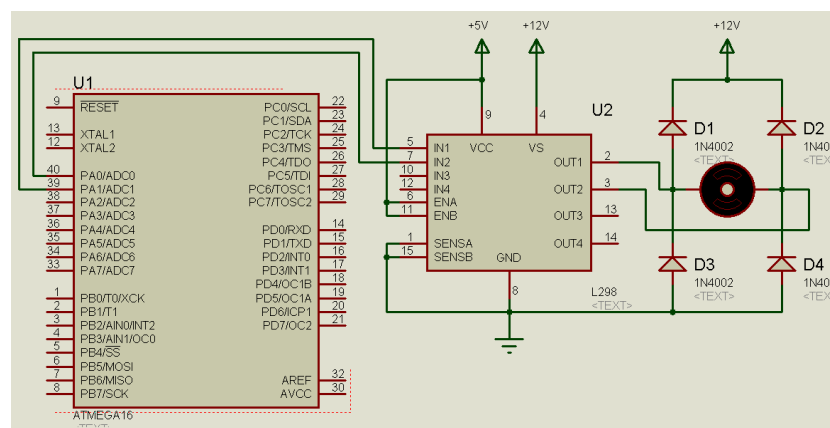 +5V +12V +12V
U1
9 RESET PC0/SCL 22
PC1/SDA 23
13 XTAL1 PC2/TCK 24
12 XTAL2 PC3/TMS 25
PC4/TDO 26
40 PA0/ADC0 PC5/TDI 27
39 PA1/ADC1 PC6/TOSC1 28
38 PA2/ADC2 PC7/TOSC2 29
37 PA3/ADC3
36 PA4/ADC4 PD0/RXD 14
35 PA5/ADC5 PD1/TXD 15
34 PA6/ADC6 PD2/INT0 16
33 PA7/ADC7 PD3/INT1 17
PD4/OC1B 18
1 PB0/T0/XCK PD5/OC1A 19
2 PB1/T1 PD6/ICP1 20
3 PB2/AIN0/INT2 PD7/OC2 21
4 PB3/AIN1/OC0
5 PB4/SS
6 PB5/MOSI
7 PB6/MISO AREF 32
8 PB7/SCK AVCC 30
ATMEGA16
<TEXT>
U2
9 4
VCC VS
5 IN1
7 IN2 OUT1 2
10 IN3
12 IN4 OUT2 3
6 ENA
11 ENB OUT3 13
1 SENSA OUT4 14
15 SENSB GND
8
L298
<TEXT>
D1 D2
1N4002 1N40
<TEXT> <TE
D3 D4
1N4002 1N40
<TEXT> <TE